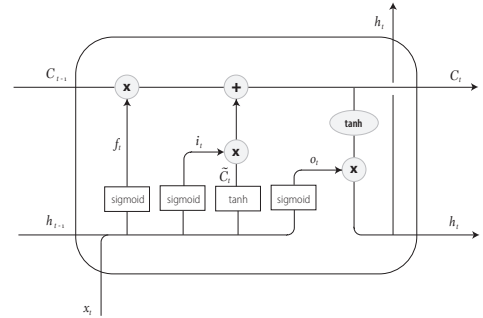 h_t
C_{t-1}
x
+
C_t
tanh
f_t
i_t
x
o_t
x
C̃_t
sigmoid
sigmoid
tanh
sigmoid
h_{t-1}
h_t
x_t